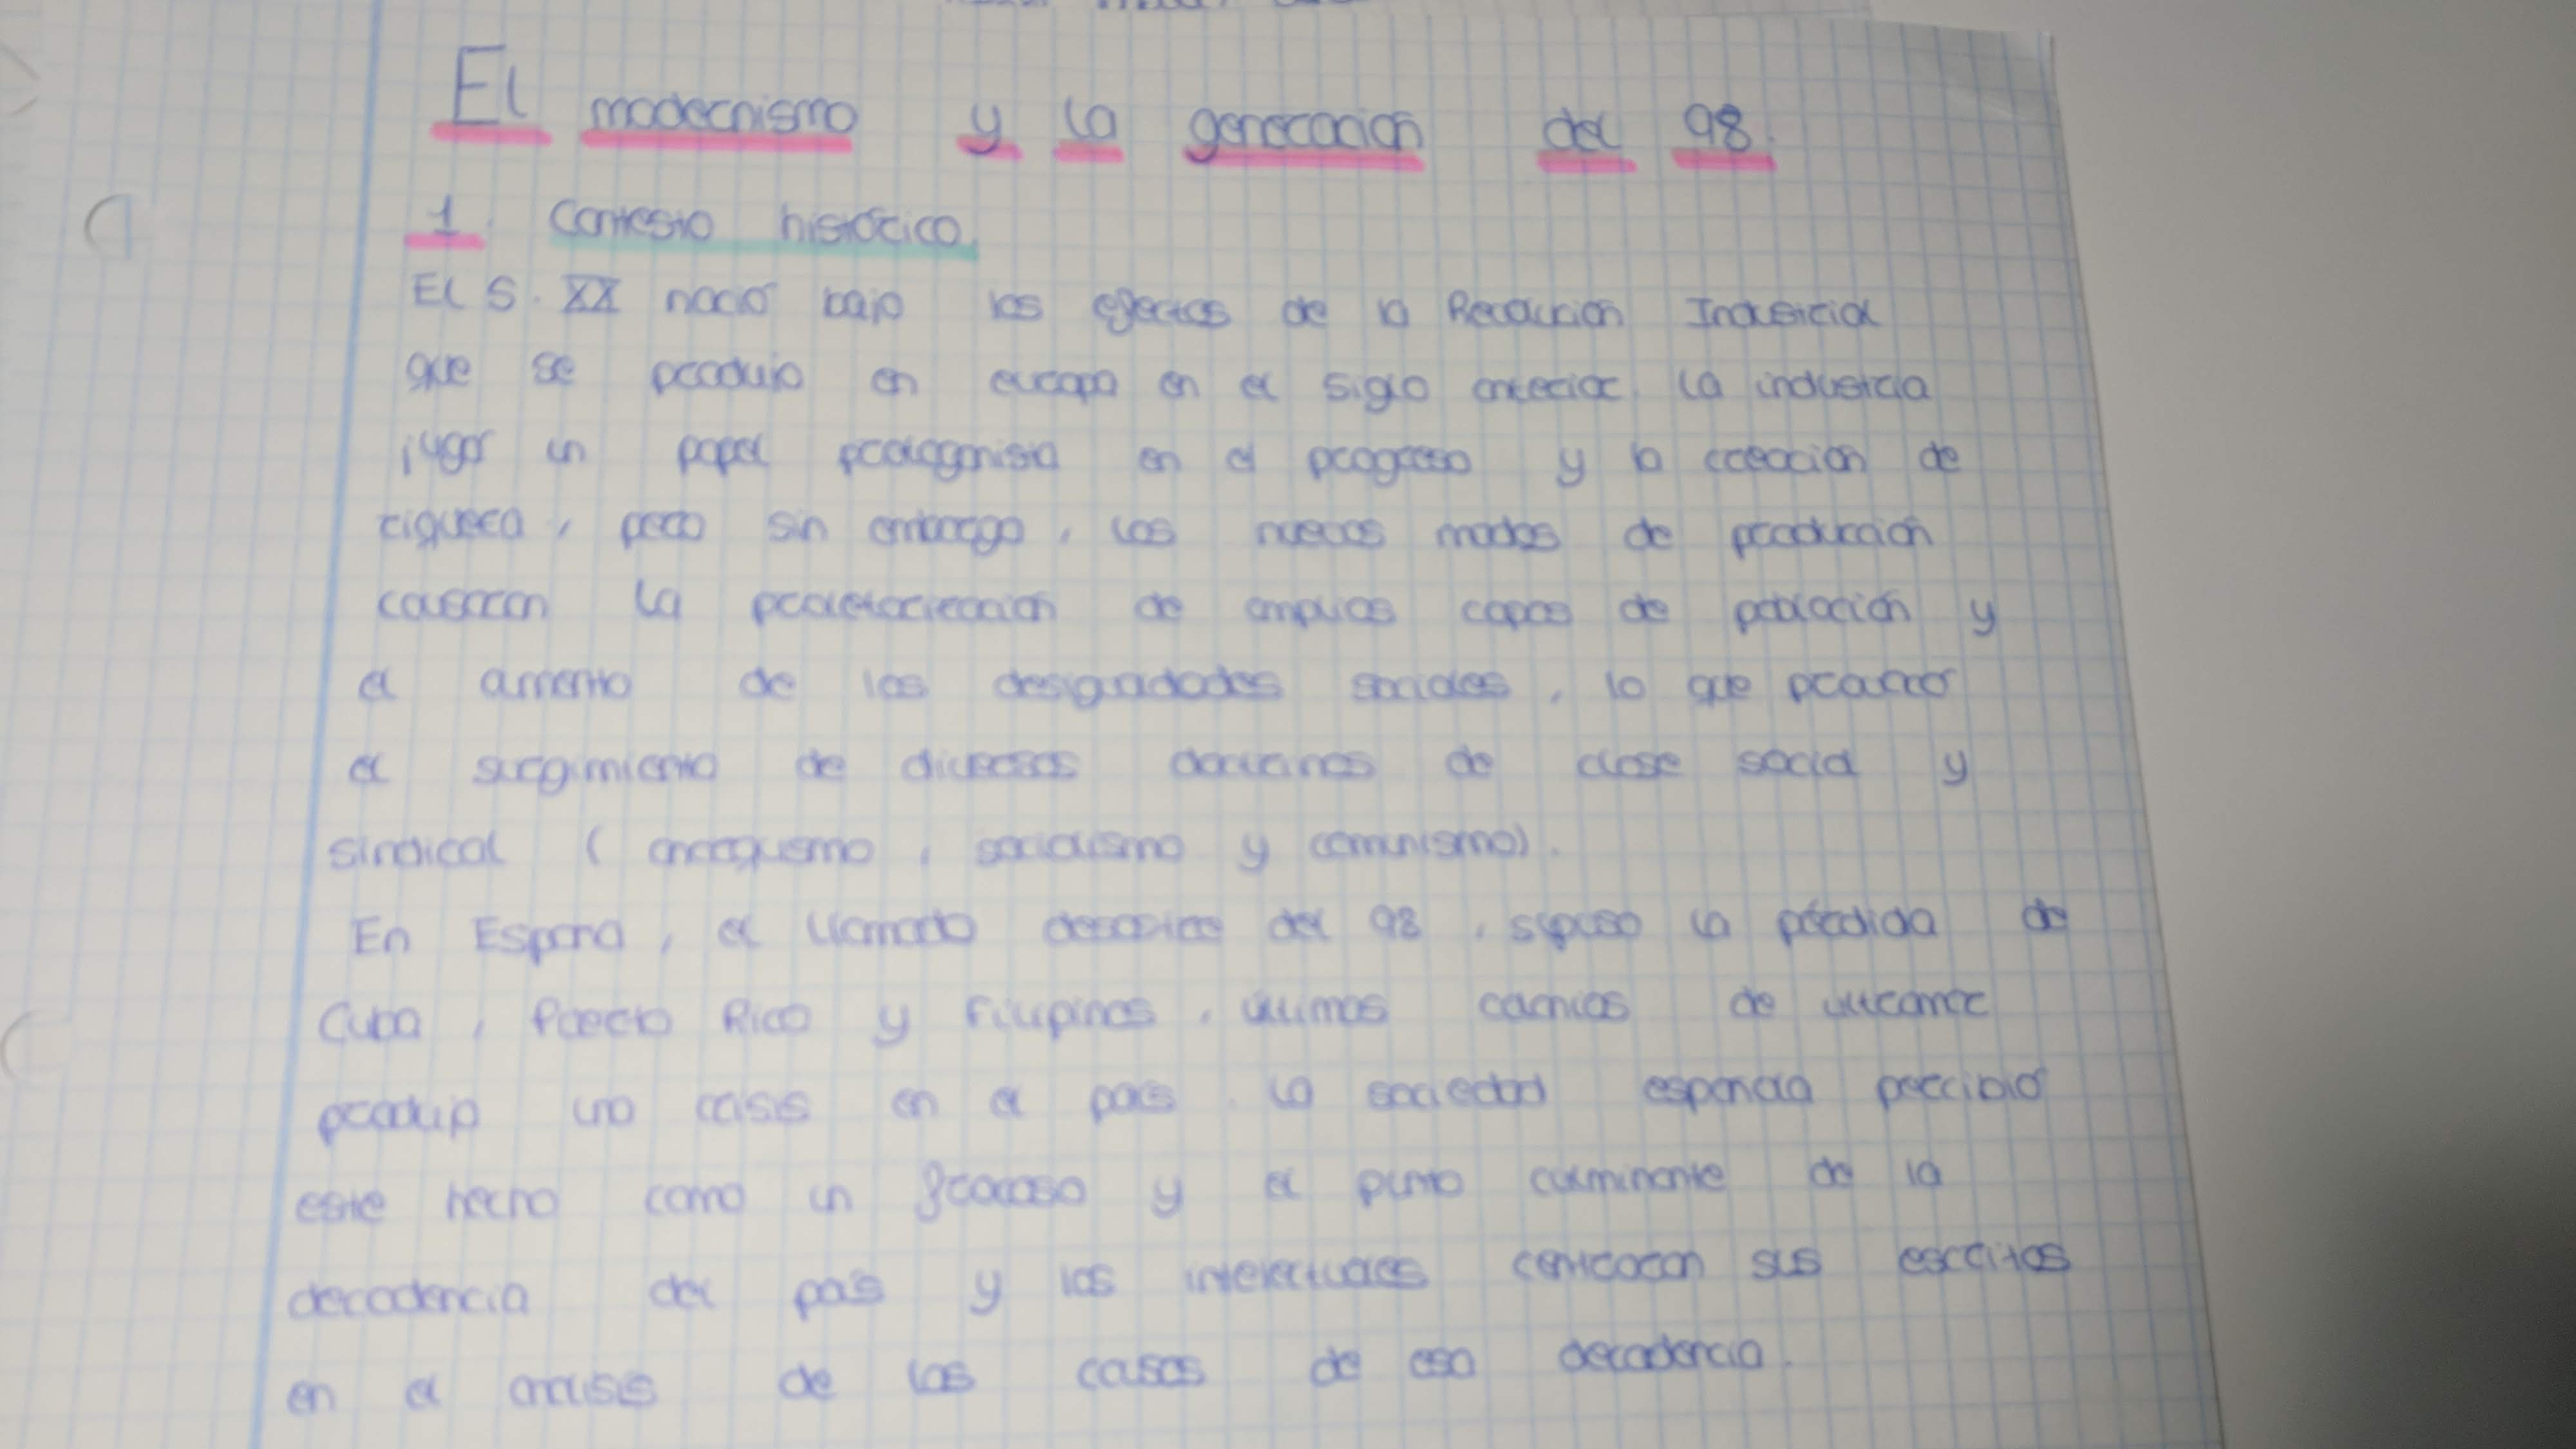 El modernismo y la generación del 98.
1. Contesto histórico.
El S. XX nació bajo los efectos de la Revolución Industrial
que se produjo en europa en el siglo anterior. La industria
jugó un papel protagonista en el progreso y la creación de
riqueza, pero sin embargo, los nuevos modos de producción
causaron la proletarización de amplias capas de población y
el aumento de las desigualdades sociales, lo que provocó
el surgimiento de diversas doctrinas de clase social y
sindical (anarquismo, socialismo y comunismo).
En España, el llamado desastre del 98, supuso la pérdida de
Cuba, Puerto Rico y Filipinas, últimas colonias de ultramar
produjo una crisis en el país. La sociedad española percibió
este hecho como un fracaso y el punto culminante de la
decadencia del país y los intelectuales centraron sus escritos
en el análisis de las causas de esa decadencia.